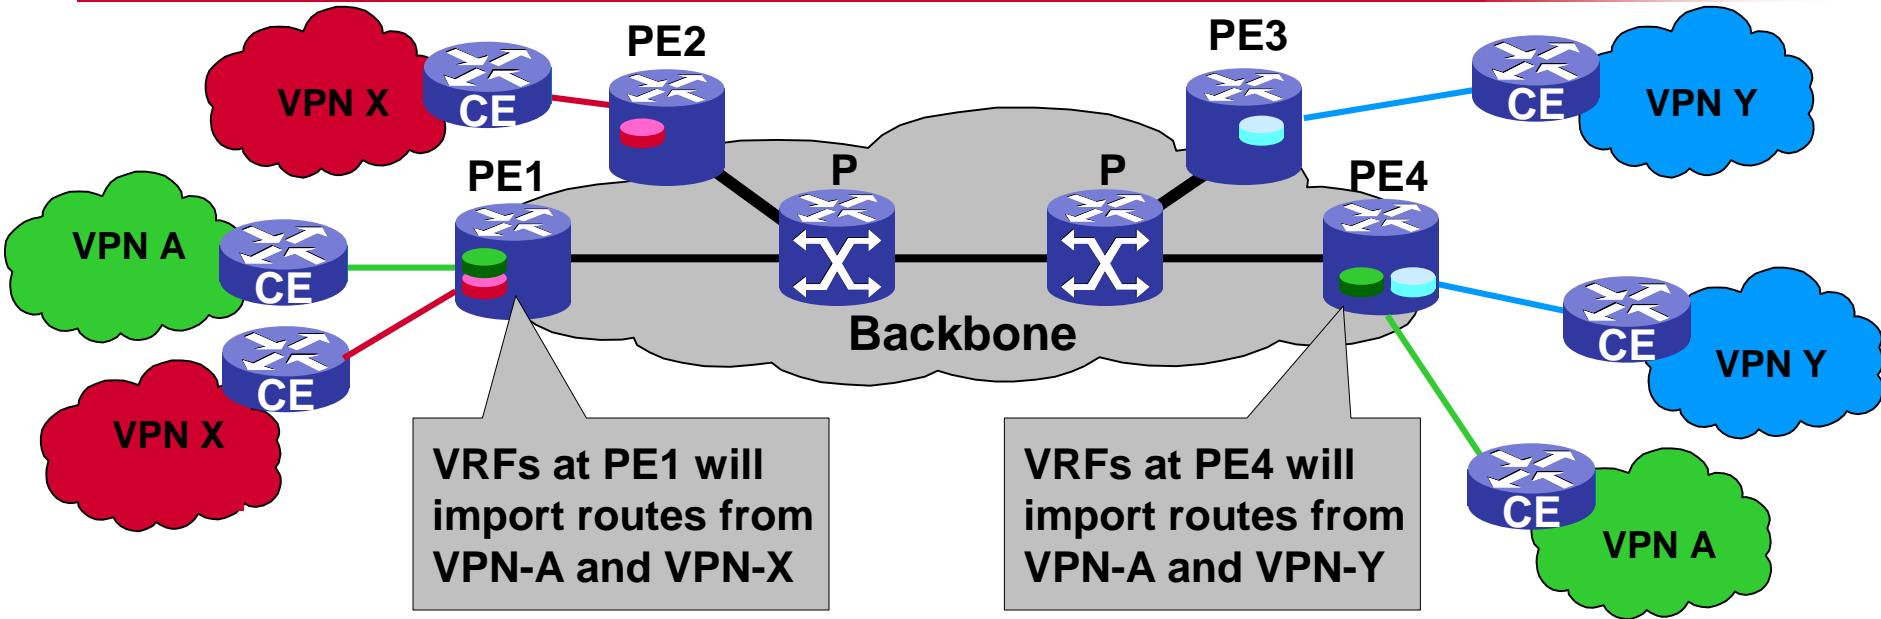 PE2
PE3
VPN X
CE
CE
VPN Y
PE1
P
P
PE4
VPN A
CE
Backbone
CE
VPN Y
CE
VPN X
VRFs at PE1 will
import routes from
VPN-A and VPN-X
VRFs at PE4 will
import routes from
VPN-A and VPN-Y
CE
VPN A